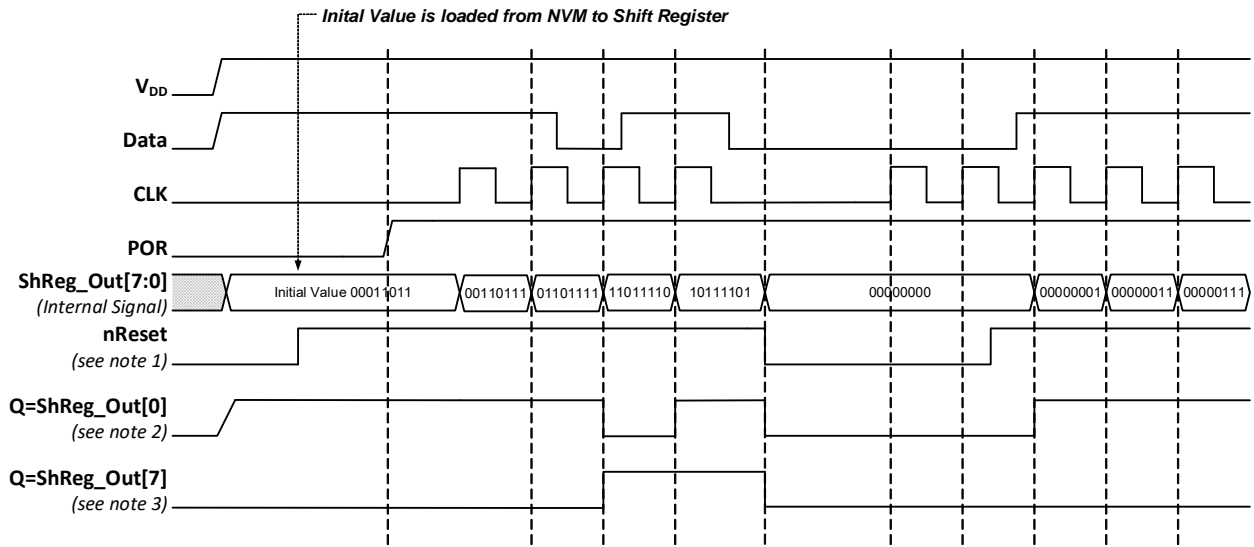 Inital Value is loaded from NVM to Shift Register
VDD
Data
CLK
POR
ShReg_Out[7:0]
(Internal Signal)
Initial Value 00011011
00110111
01101111
11011110
10111101
00000000
00000001
00000011
00000111
nReset
(see note 1)
Q=ShReg_Out[0]
(see note 2)
Q=ShReg_Out[7]
(see note 3)